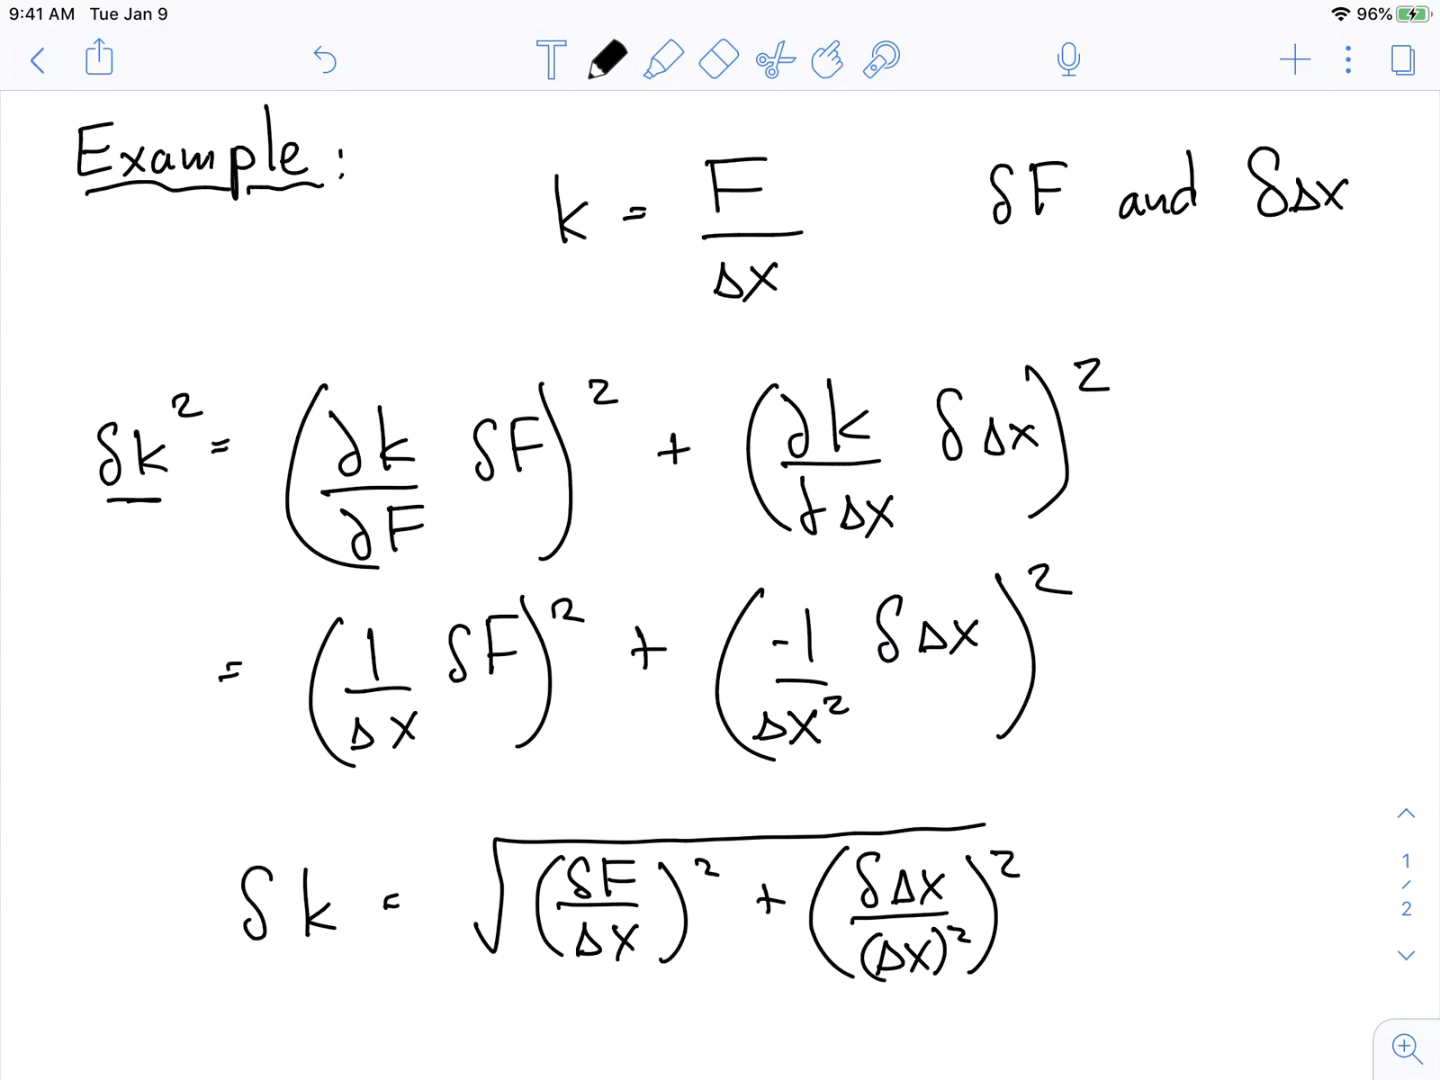 9:41 AM Tue Jan 9 96%
T
Example:
k = F/Δx δF and δΔx
δk² = (∂k/∂F δF)² + (∂k/∂Δx δΔx)²
= (1/Δx δF)² + (-1/Δx² δΔx)²
δk = √(δF/Δx)² + (δΔx/(Δx)²)²
1 / 2